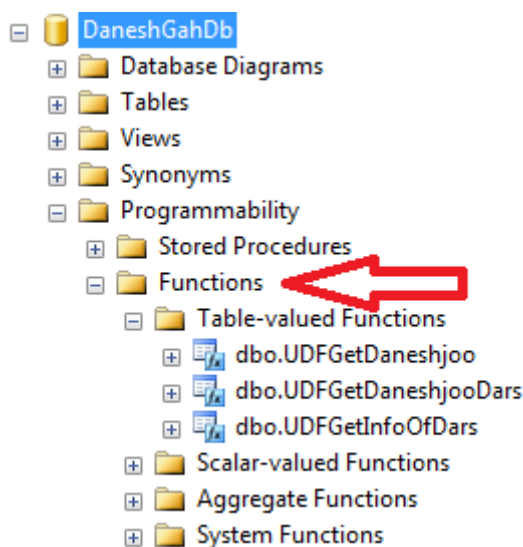 DaneshGahDb
Database Diagrams
Tables
Views
Synonyms
Programmability
Stored Procedures
Functions
Table-valued Functions
dbo.UDFGetDaneshjoo
dbo.UDFGetDaneshjooDars
dbo.UDFGetInfoOfDars
Scalar-valued Functions
Aggregate Functions
System Functions